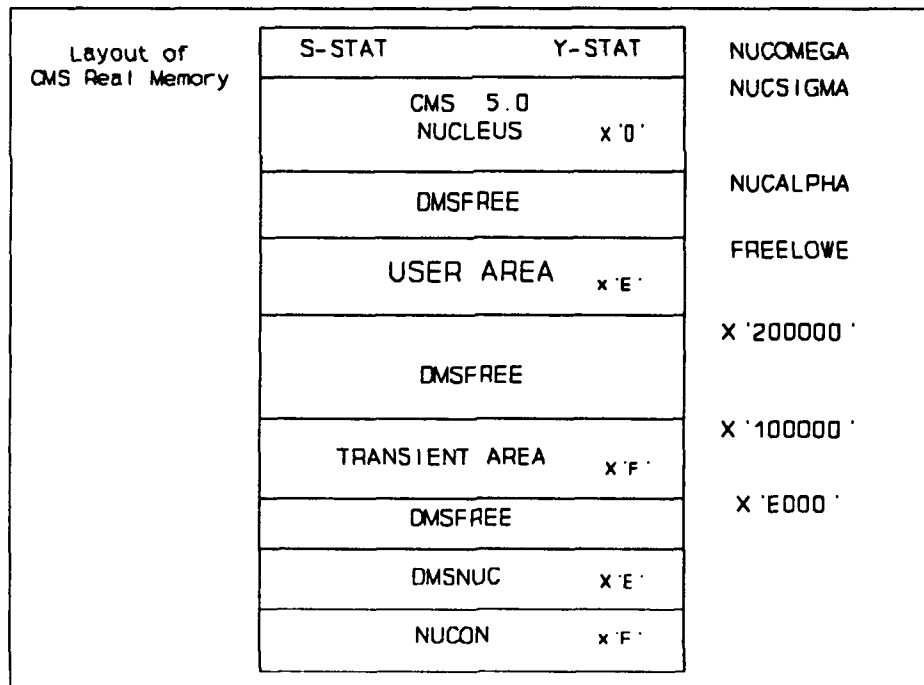 Layout of
CMS Real Memory
S-STAT Y-STAT
NUCOMEGA
NUCSIGMA
CMS 5.0
NUCLEUS X'0'
NUCALPHA
DMSFREE
FREELOWE
USER AREA X'E'
X'200000'
DMSFREE
X'100000'
TRANSIENT AREA X'F'
X'E000'
DMSFREE
DMSNUC X'E'
NUCON X'F'